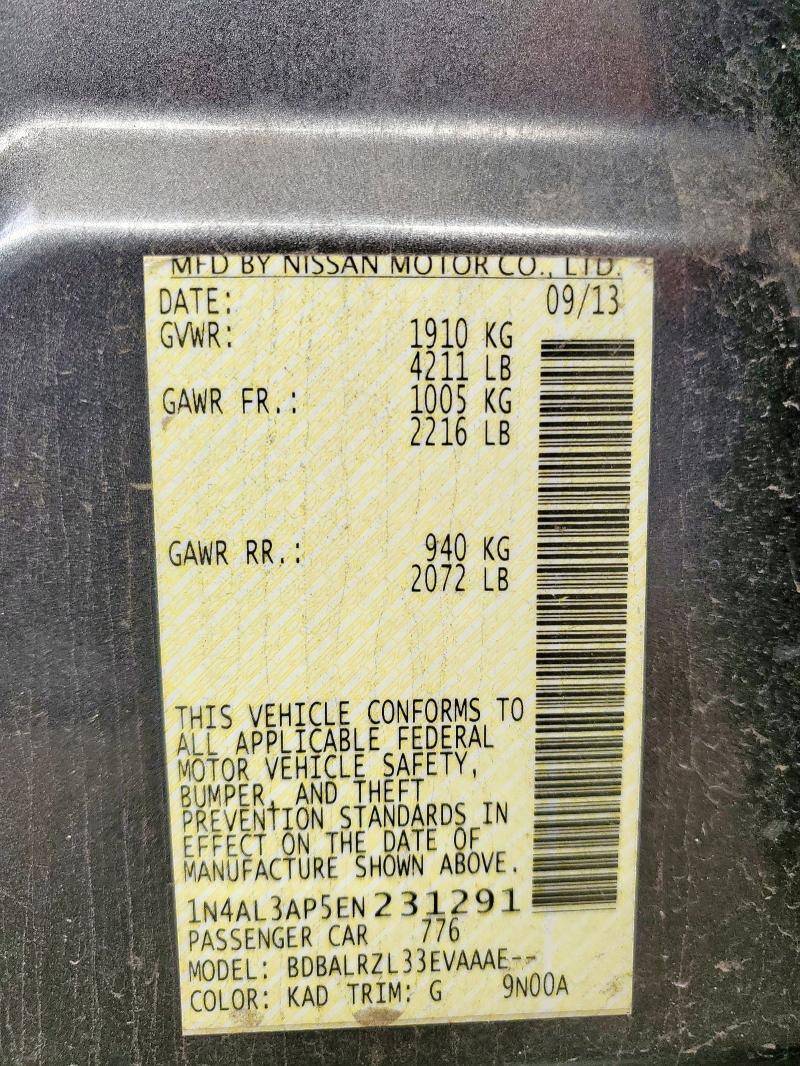 MFD BY NISSAN MOTOR CO., LTD.
DATE: 09/13
GVWR: 1910 KG
4211 LB
GAWR FR.: 1005 KG
2216 LB
GAWR RR.: 940 KG
2072 LB
THIS VEHICLE CONFORMS TO
ALL APPLICABLE FEDERAL
MOTOR VEHICLE SAFETY,
BUMPER, AND THEFT
PREVENTION STANDARDS IN
EFFECT ON THE DATE OF
MANUFACTURE SHOWN ABOVE.
1N4AL3AP5EN231291
PASSENGER CAR 776
MODEL: BDBALRZL33EVAAAE--
COLOR: KAD TRIM: G 9N00A